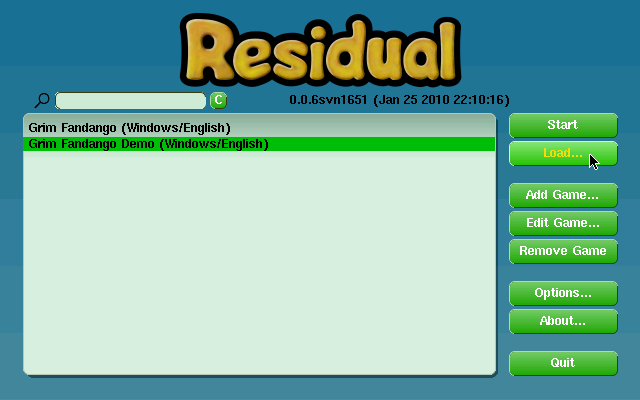 Residual
C
0.0.6svn1651 (Jan 25 2010 22:10:16)
Grim Fandango (Windows/English)
Grim Fandango Demo (Windows/English)
Start
Load...
Add Game...
Edit Game...
Remove Game
Options...
About...
Quit